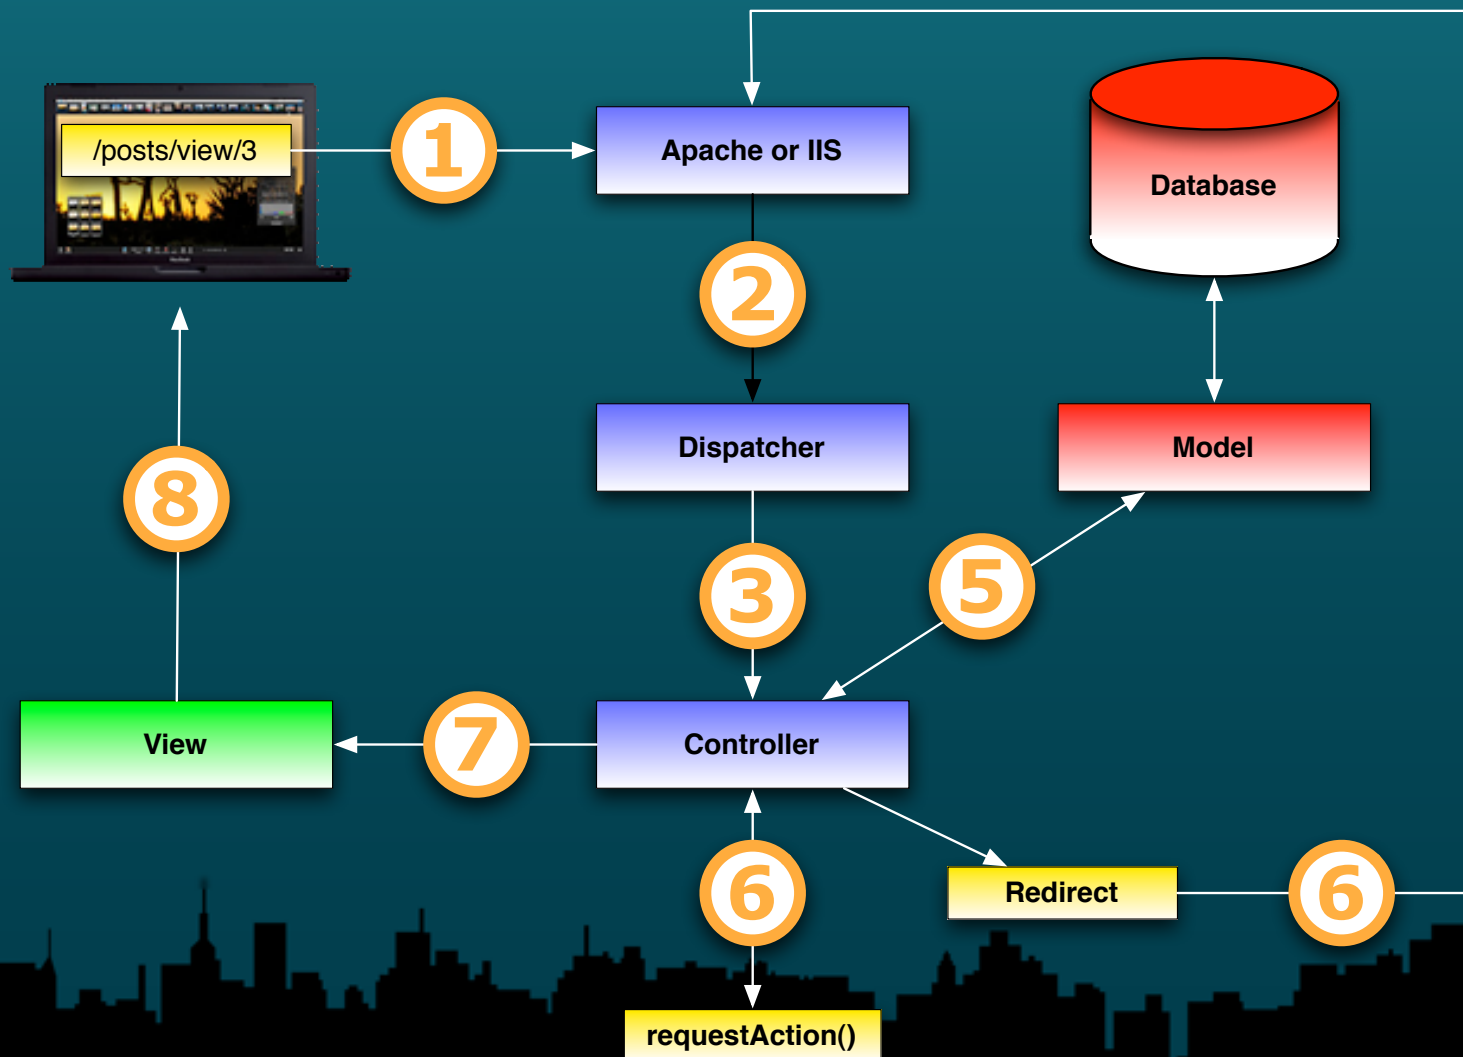 /posts/view/3
1
Apache or IIS
Database
2
Dispatcher
Model
8
3
5
View
7
Controller
6
Redirect
6
requestAction()